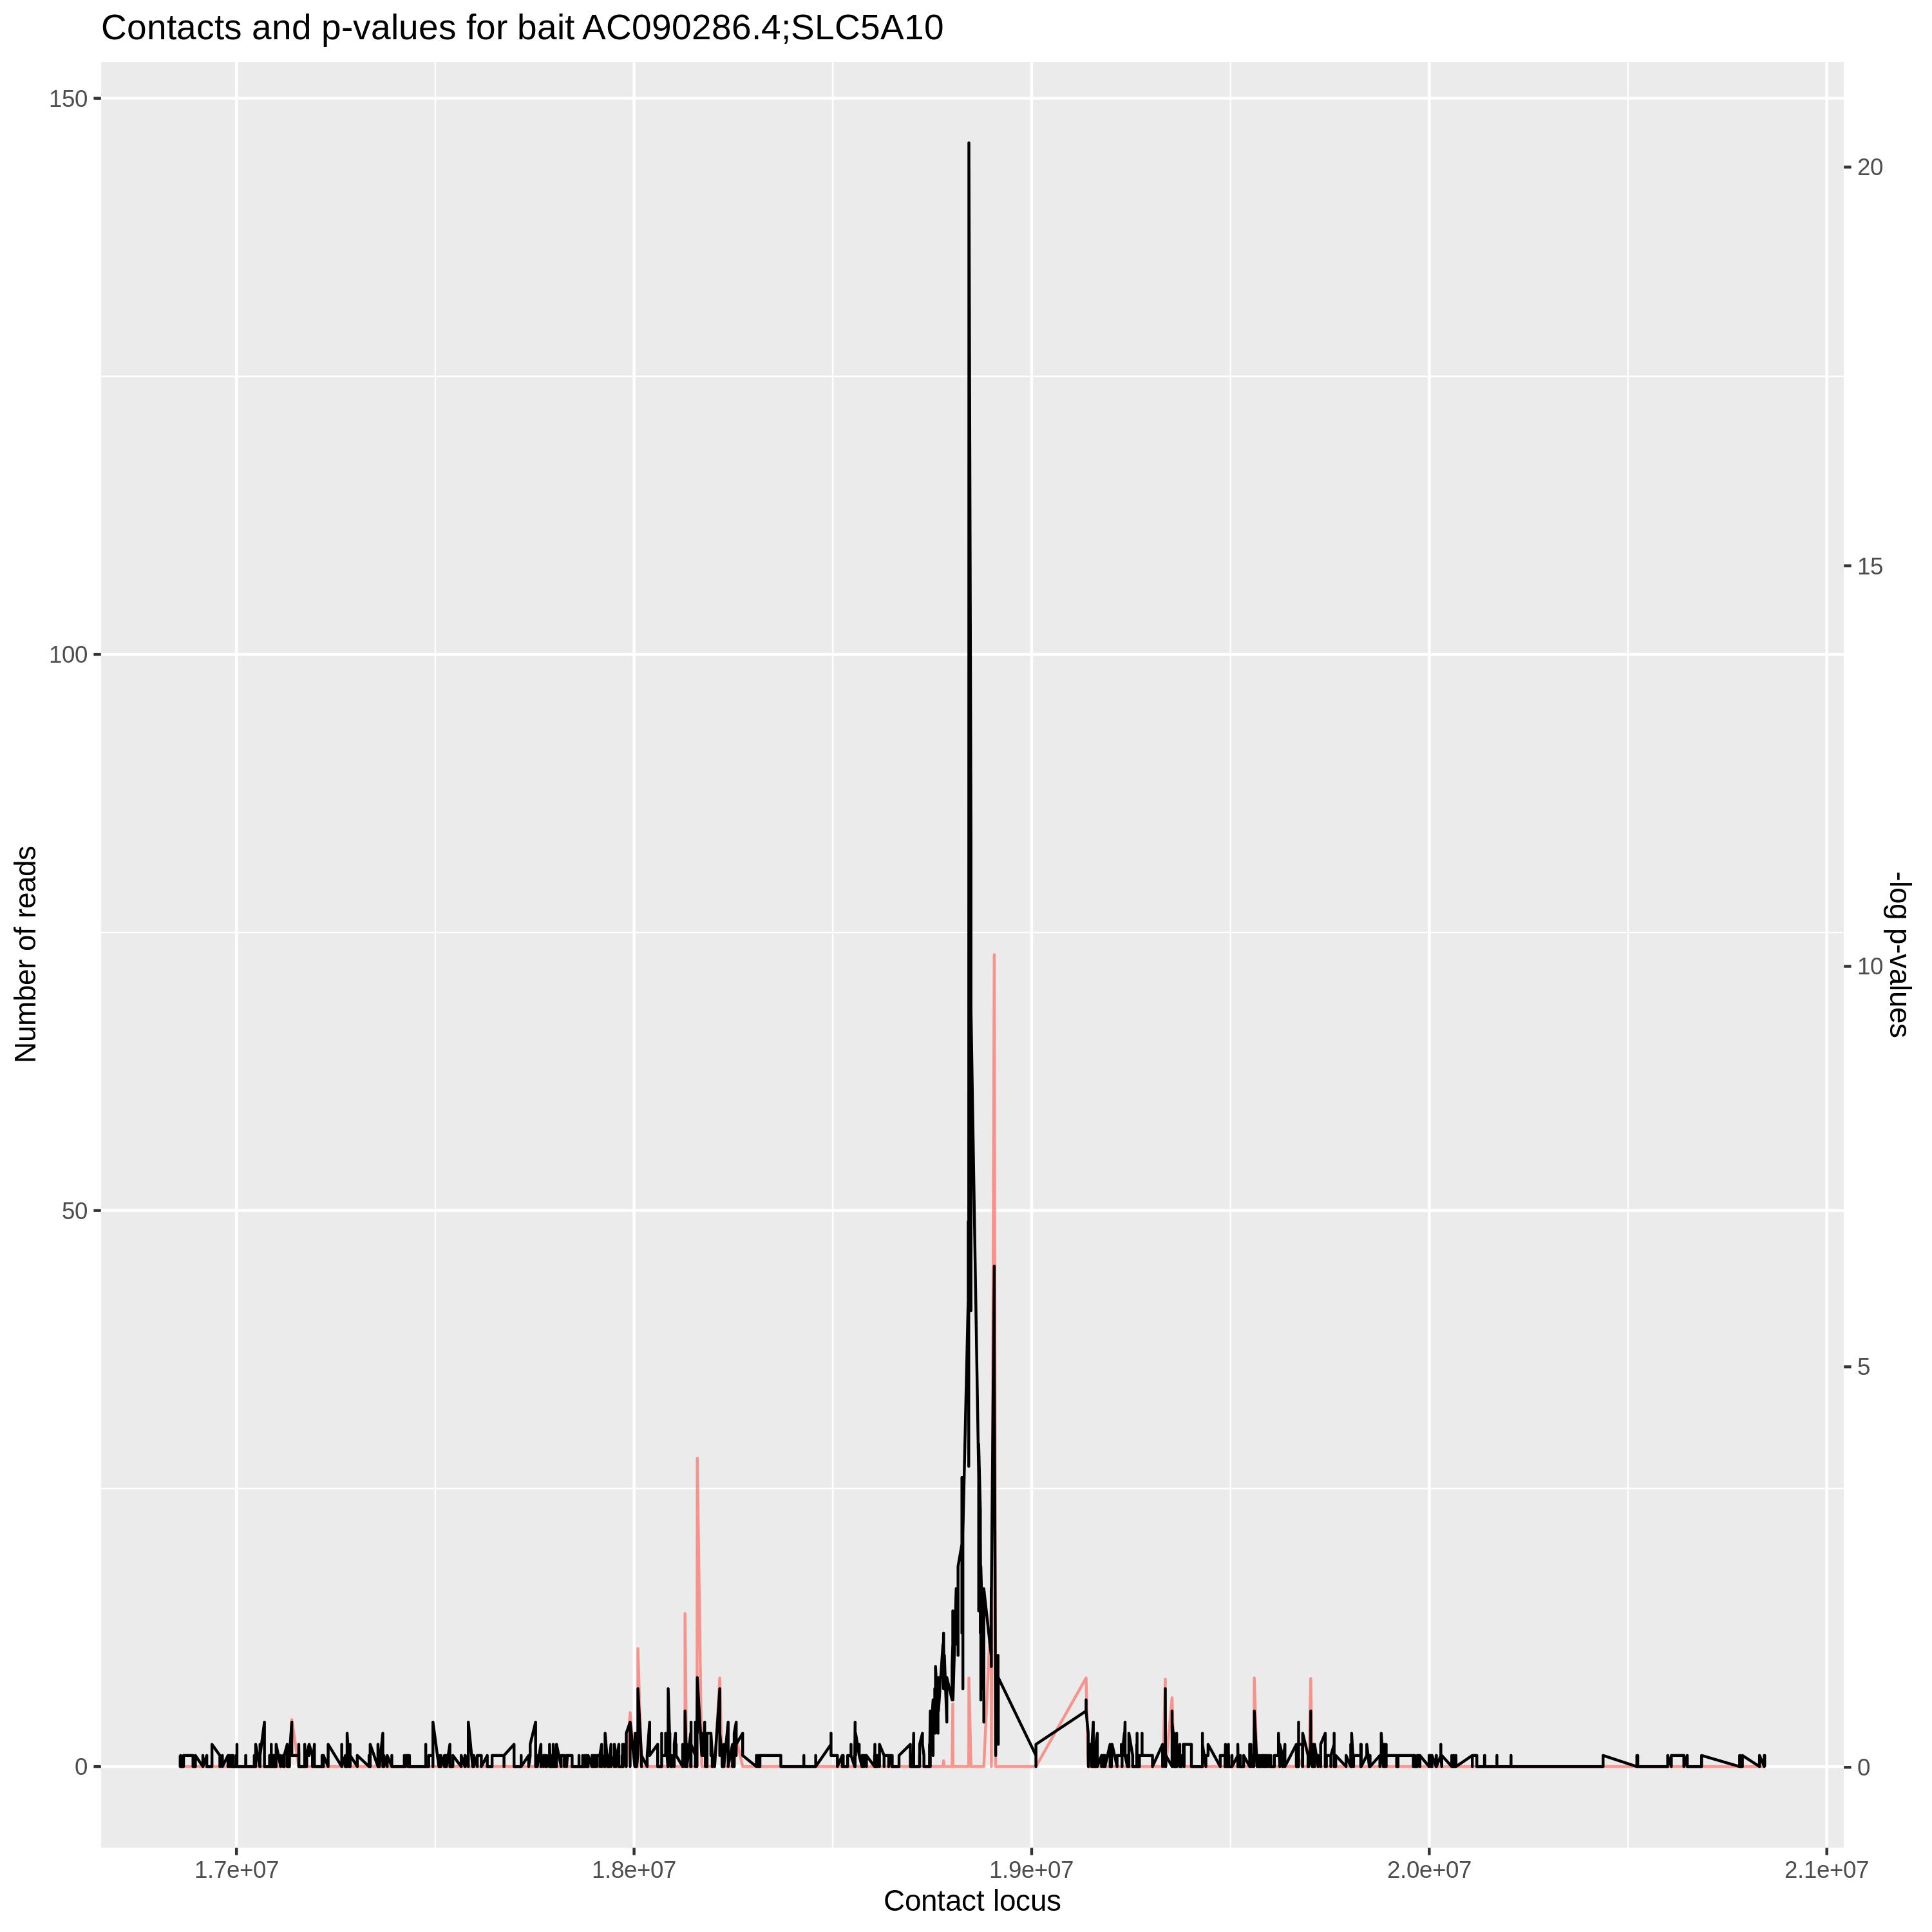 Contacts and p-values for bait AC090286.4;SLC5A10
150
100
50
0
Number of reads
20
15
10
5
0
-log p-values
1.7e+07
1.8e+07
1.9e+07
2.0e+07
2.1e+07
Contact locus